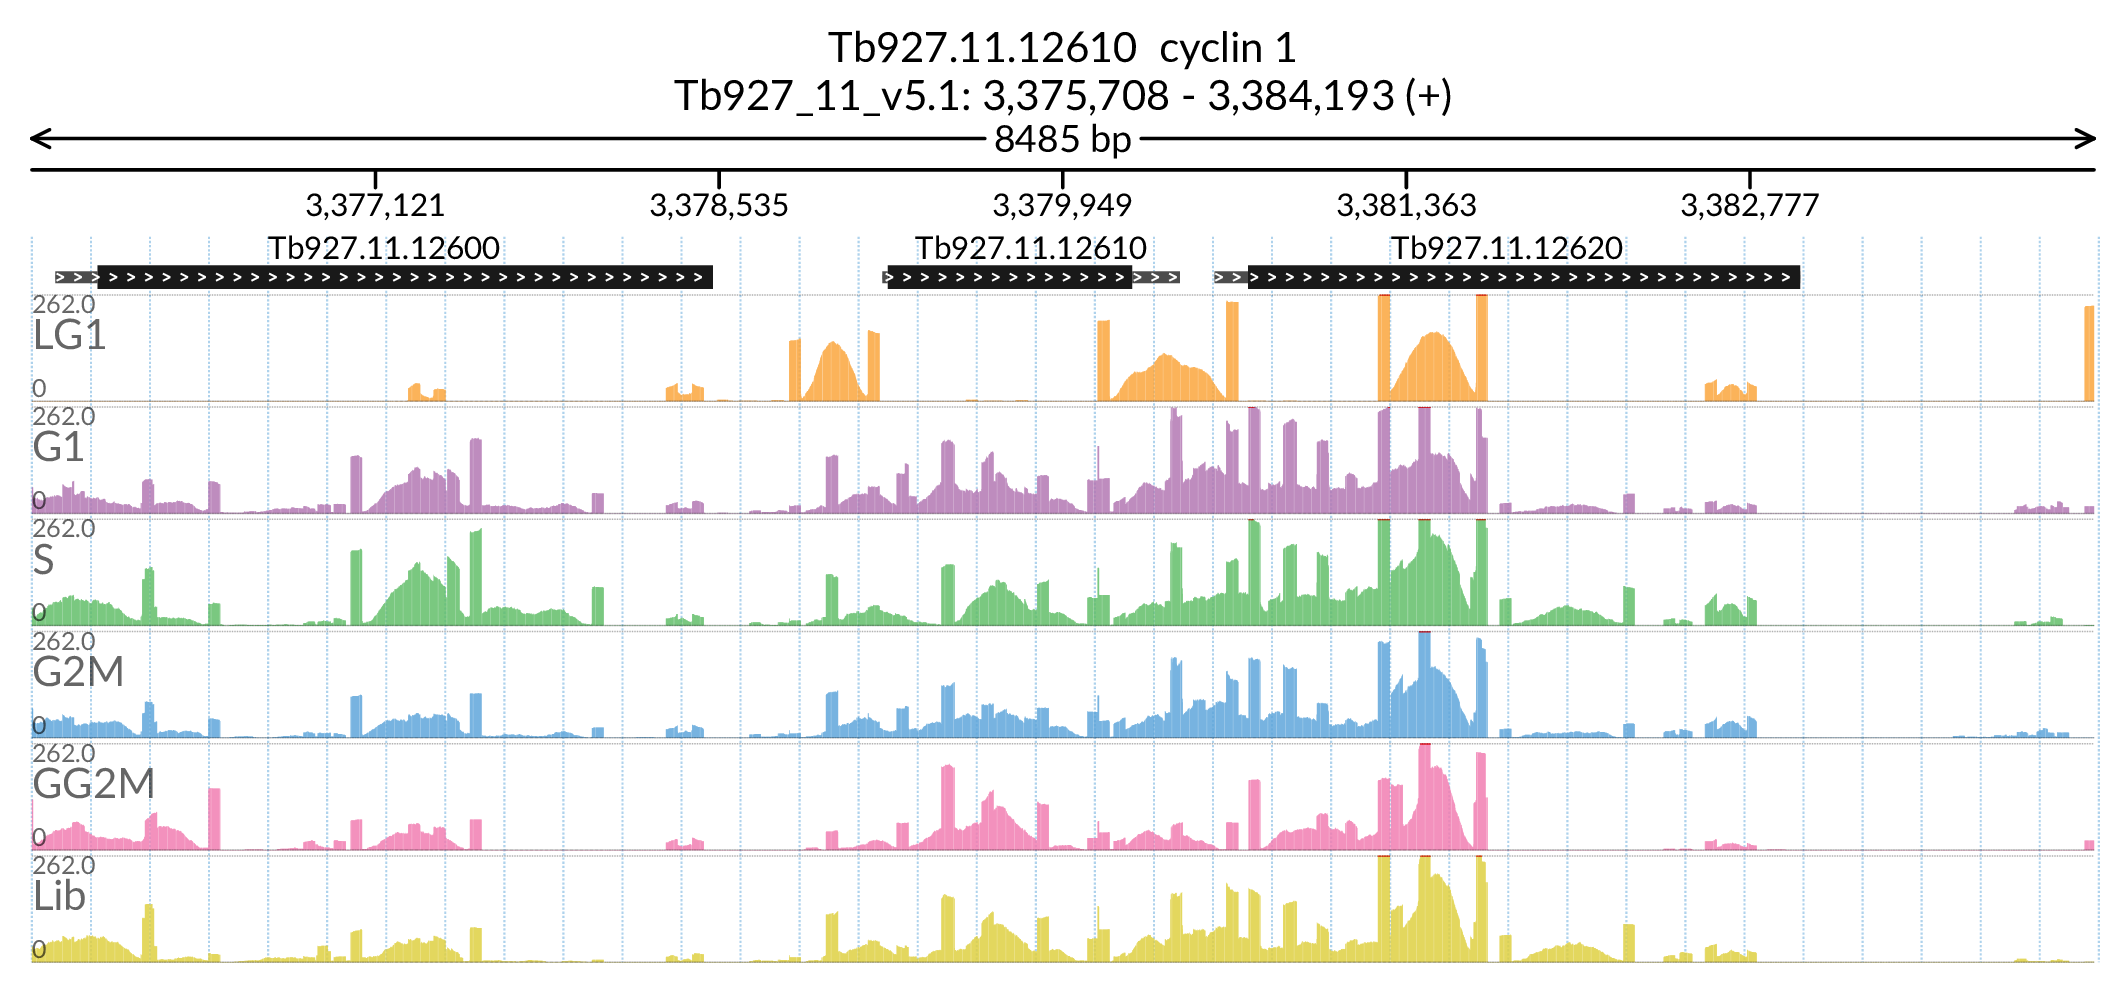 Tb927.11.12610  cyclin 1
Tb927_11_v5.1: 3,375,708 - 3,384,193 (+)
8485 bp
3,377,121 3,378,535 3,379,949 3,381,363 3,382,777
Tb927.11.12600 Tb927.11.12610 Tb927.11.12620
262.0
LG1
0
262.0
G1
0
262.0
S
0
262.0
G2M
0
262.0
GG2M
0
262.0
Lib
0